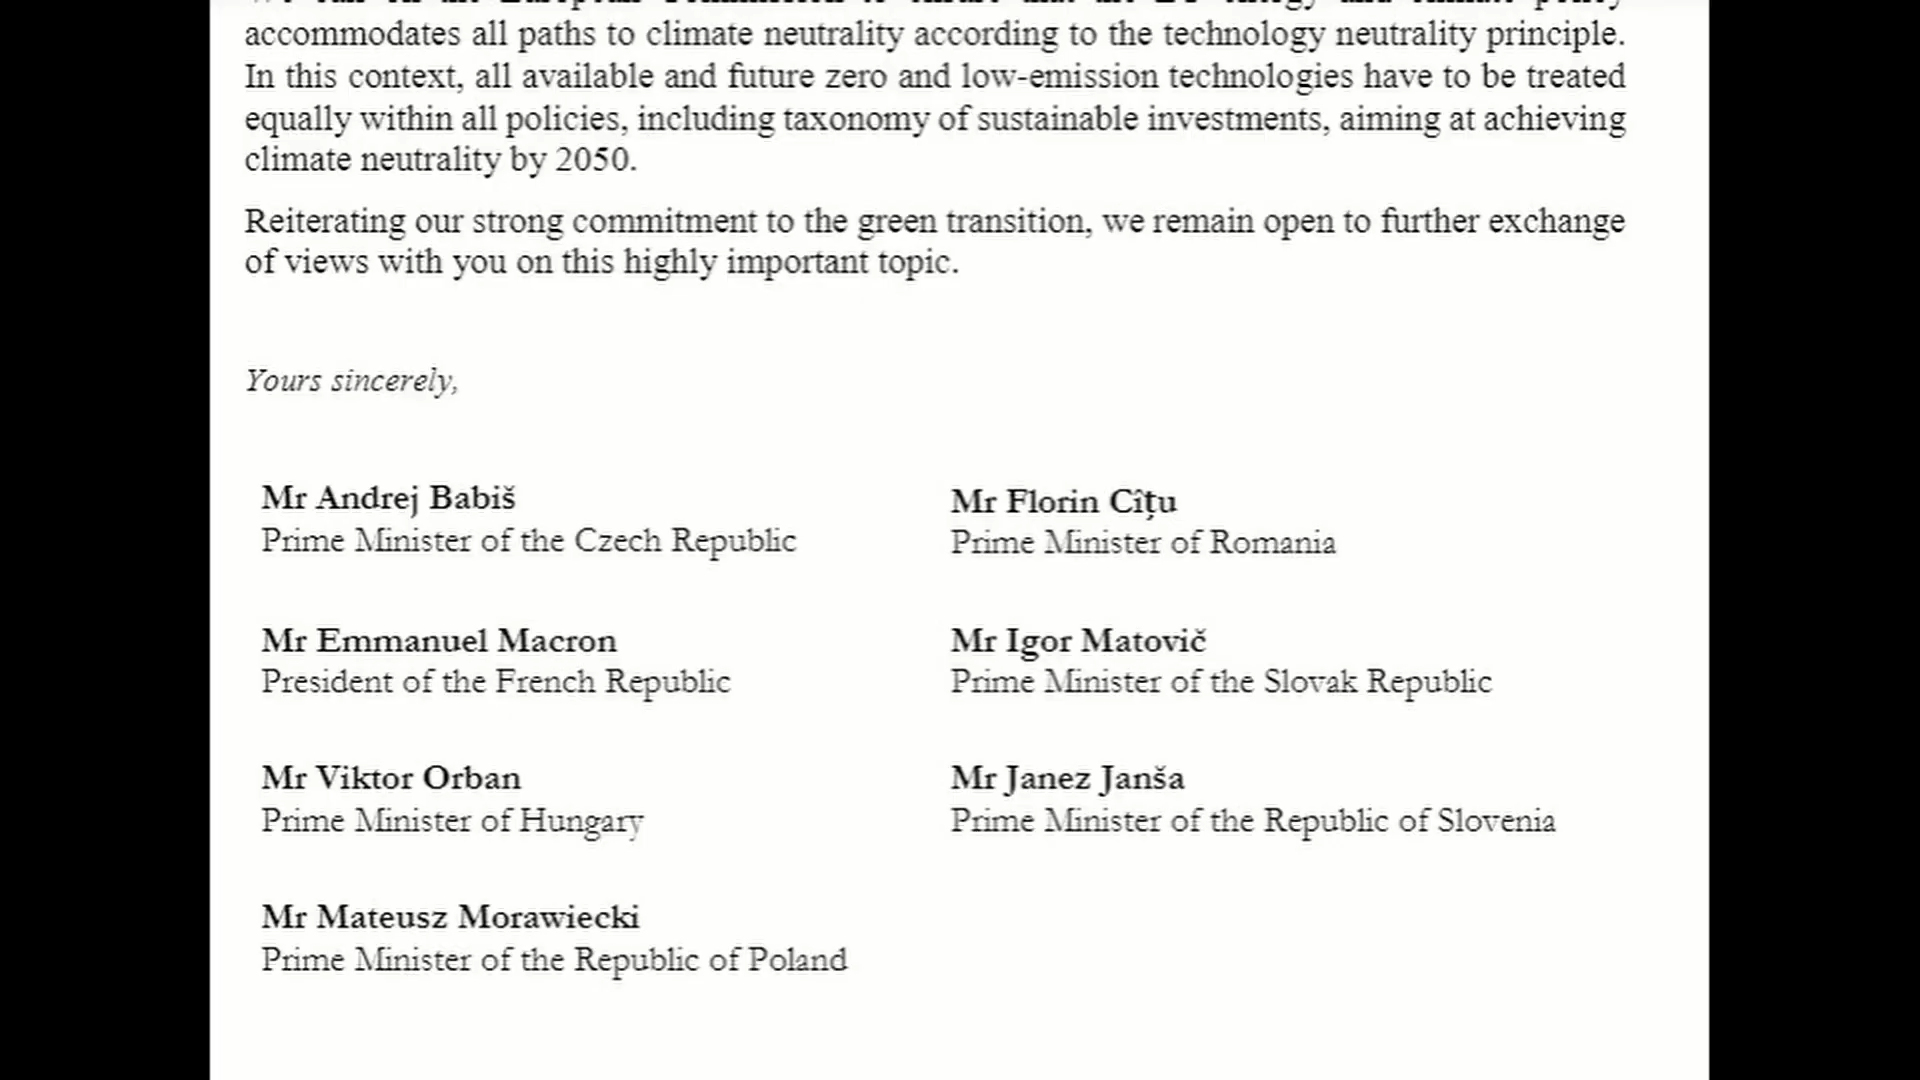 accommodates all paths to climate neutrality according to the technology neutrality principle.
In this context, all available and future zero and low-emission technologies have to be treated
equally within all policies, including taxonomy of sustainable investments, aiming at achieving
climate neutrality by 2050.
Reiterating our strong commitment to the green transition, we remain open to further exchange
of views with you on this highly important topic.
Yours sincerely,
Mr Andrej Babiš
Prime Minister of the Czech Republic
Mr Florin Cîțu
Prime Minister of Romania
Mr Emmanuel Macron
President of the French Republic
Mr Igor Matovič
Prime Minister of the Slovak Republic
Mr Viktor Orban
Prime Minister of Hungary
Mr Janez Janša
Prime Minister of the Republic of Slovenia
Mr Mateusz Morawiecki
Prime Minister of the Republic of Poland